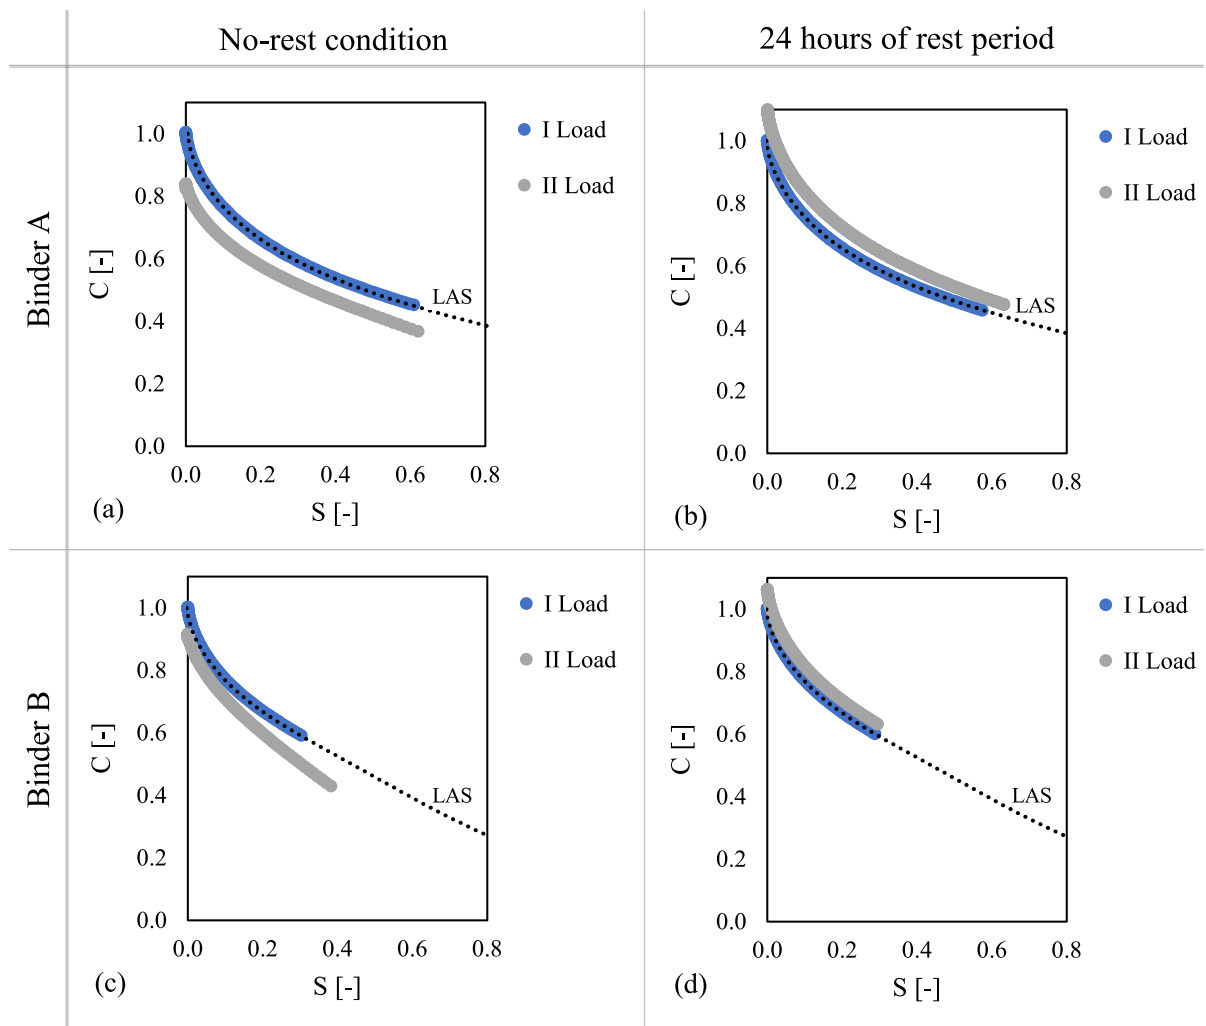 No-rest condition
24 hours of rest period
Binder A
C [-]
1.0
0.8
0.6
0.4
0.2
0.0
0.0 0.2 0.4 0.6 0.8
S [-]
LAS
I Load
II Load
(a)
C [-]
1.0
0.8
0.6
0.4
0.2
0.0
0.0 0.2 0.4 0.6 0.8
S [-]
LAS
I Load
II Load
(b)
Binder B
C [-]
1.0
0.8
0.6
0.4
0.2
0.0
0.0 0.2 0.4 0.6 0.8
S [-]
LAS
I Load
II Load
(c)
C [-]
1.0
0.8
0.6
0.4
0.2
0.0
0.0 0.2 0.4 0.6 0.8
S [-]
LAS
I Load
II Load
(d)